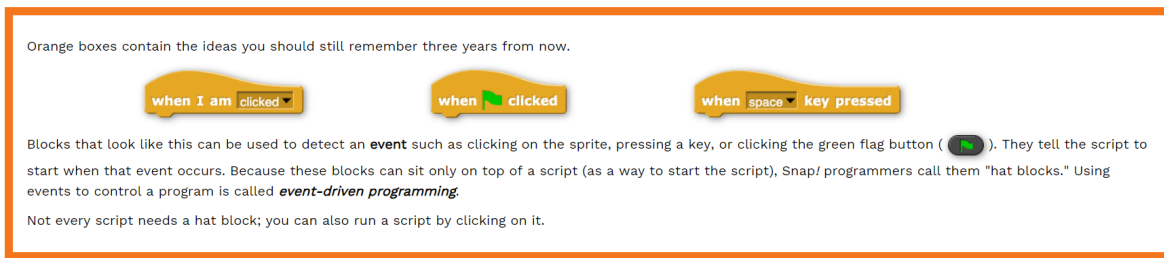 Orange boxes contain the ideas you should still remember three years from now.
when I am clicked
when clicked
when space key pressed
Blocks that look like this can be used to detect an event such as clicking on the sprite, pressing a key, or clicking the green flag button ( ). They tell the script to
start when that event occurs. Because these blocks can sit only on top of a script (as a way to start the script), Snap! programmers call them "hat blocks." Using
events to control a program is called event-driven programming.
Not every script needs a hat block; you can also run a script by clicking on it.